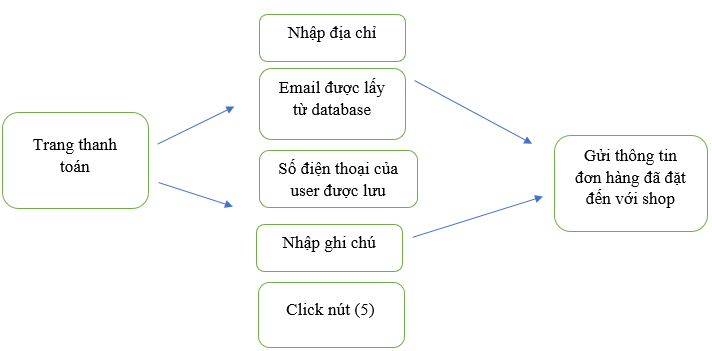 Trang thanh
toán
Nhập địa chỉ
Email được lấy
từ database
Số điện thoại của
user được lưu
Nhập ghi chú
Click nút (5)
Gửi thông tin
đơn hàng đã đặt
đến với shop